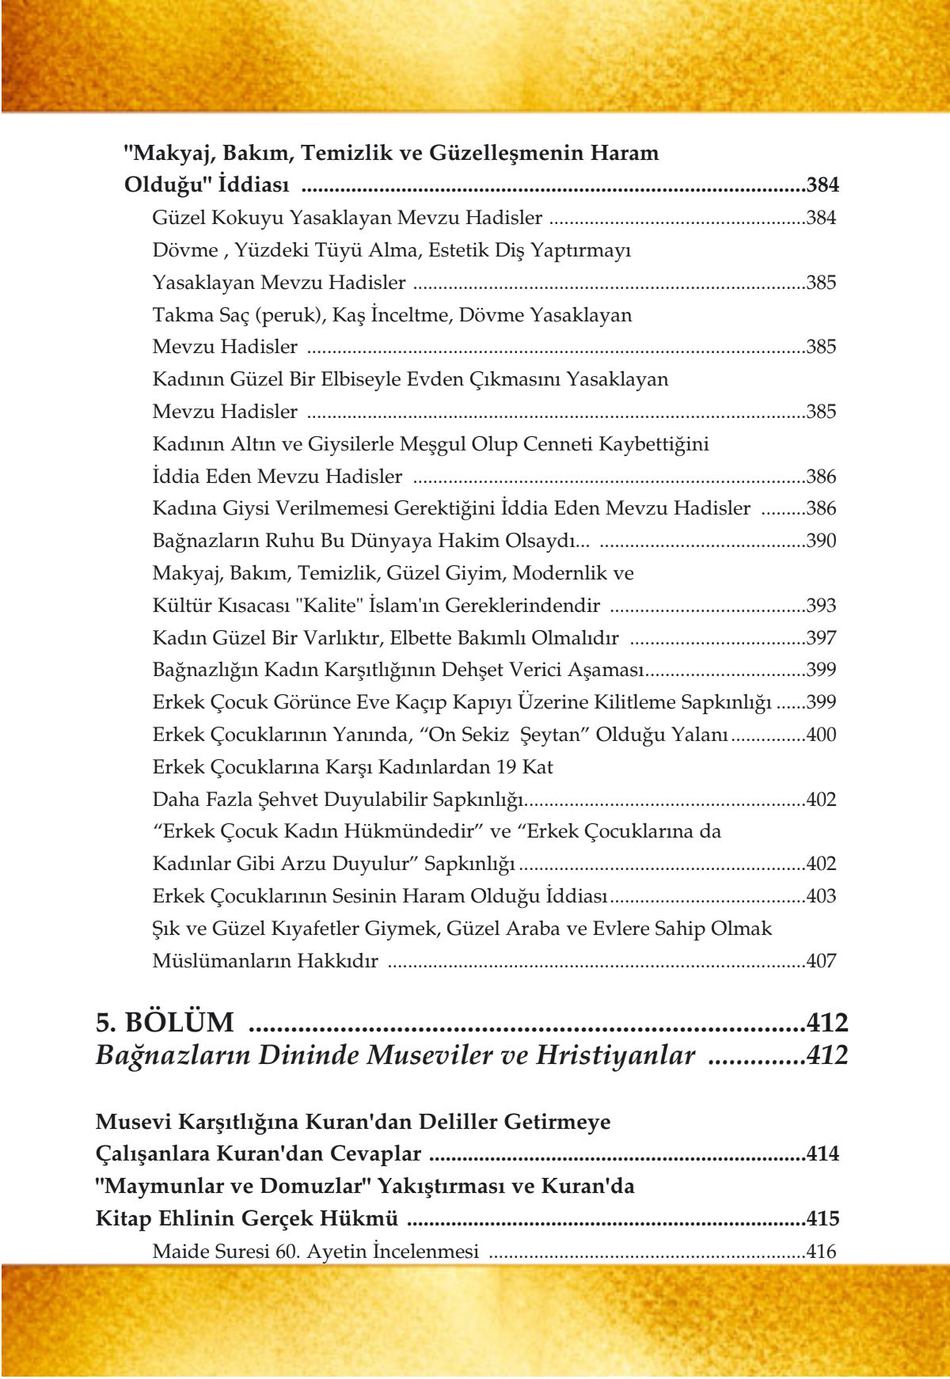 "Makyaj, Bakım, Temizlik ve Güzelleşmenin Haram
Olduğu" İddiası ...........................................................................................384
Güzel Kokuyu Yasaklayan Mevzu Hadisler ...................................................384
Dövme , Yüzdeki Tüyü Alma, Estetik Diş Yaptırmayı
Yasaklayan Mevzu Hadisler ..............................................................................385
Takma Saç (peruk), Kaş İnceltme, Dövme Yasaklayan
Mevzu Hadisler ...................................................................................................385
Kadının Güzel Bir Elbiseyle Evden Çıkmasını Yasaklayan
Mevzu Hadisler ...................................................................................................385
Kadının Altın ve Giysilerle Meşgul Olup Cenneti Kaybettiğini
İddia Eden Mevzu Hadisler ..............................................................................386
Kadına Giysi Verilmemesi Gerektiğini İddia Eden Mevzu Hadisler .........386
Bağnazların Ruhu Bu Dünyaya Hakim Olsaydı... .........................................390
Makyaj, Bakım, Temizlik, Güzel Giyim, Modernlik ve
Kültür Kısacası "Kalite" İslam'ın Gereklerindendir .......................................393
Kadın Güzel Bir Varlıktır, Elbette Bakımlı Olmalıdır ...................................397
Bağnazlığın Kadın Karşıtlığının Dehşet Verici Aşaması................................399
Erkek Çocuk Görünce Eve Kaçıp Kapıyı Üzerine Kilitleme Sapkınlığı ......399
Erkek Çocuklarının Yanında, “On Sekiz Şeytan” Olduğu Yalanı...............400
Erkek Çocuklarına Karşı Kadınlardan 19 Kat
Daha Fazla Şehvet Duyulabilir Sapkınlığı........................................................402
“Erkek Çocuk Kadın Hükmündedir” ve “Erkek Çocuklarına da
Kadınlar Gibi Arzu Duyulur” Sapkınlığı.........................................................402
Erkek Çocuklarının Sesinin Haram Olduğu İddiası.......................................403
Şık ve Güzel Kıyafetler Giymek, Güzel Araba ve Evlere Sahip Olmak
Müslümanların Hakkıdır ...................................................................................407
5. BÖLÜM ...............................................................................412
Bağnazların Dininde Museviler ve Hristiyanlar ..............412
Musevi Karşıtlığına Kuran'dan Deliller Getirmeye
Çalışanlara Kuran'dan Cevaplar ....................................................................414
"Maymunlar ve Domuzlar" Yakıştırması ve Kuran'da
Kitap Ehlinin Gerçek Hükmü ........................................................................415
Maide Suresi 60. Ayetin İncelenmesi ...............................................................416